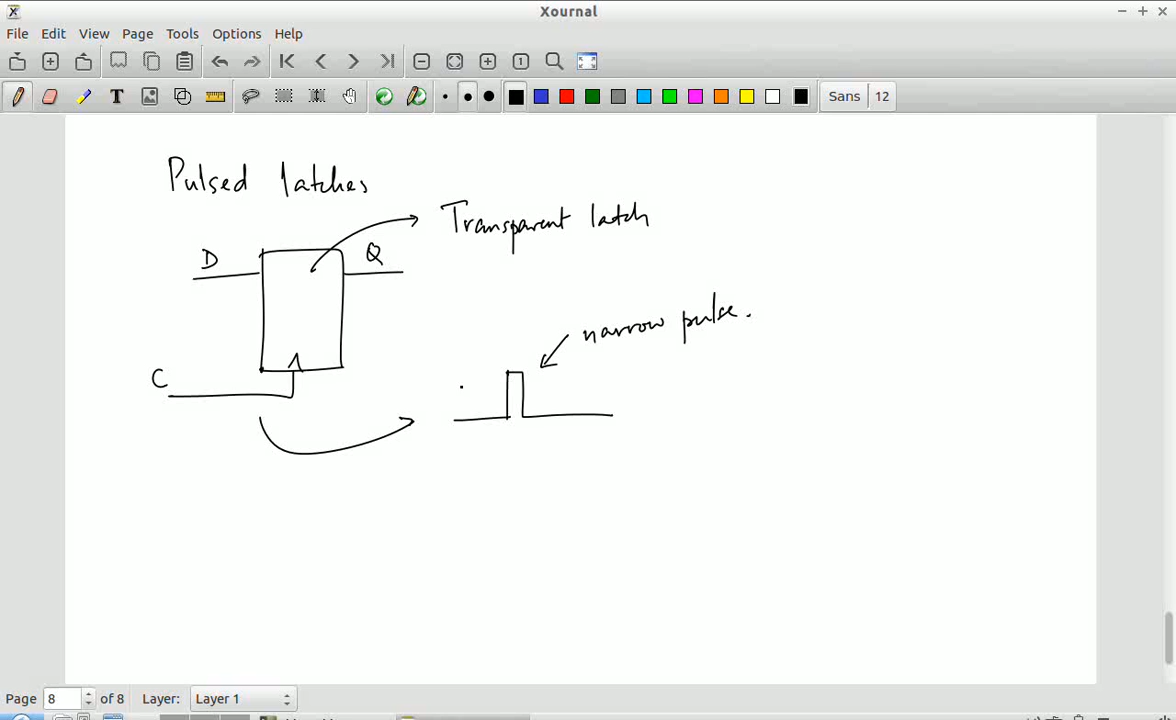 Xournal
File Edit View Page Tools Options Help
Sans 12
Pulsed latches
Transparent latch
D
Q
narrow pulse.
C
Page 8 of 8 Layer: Layer 1